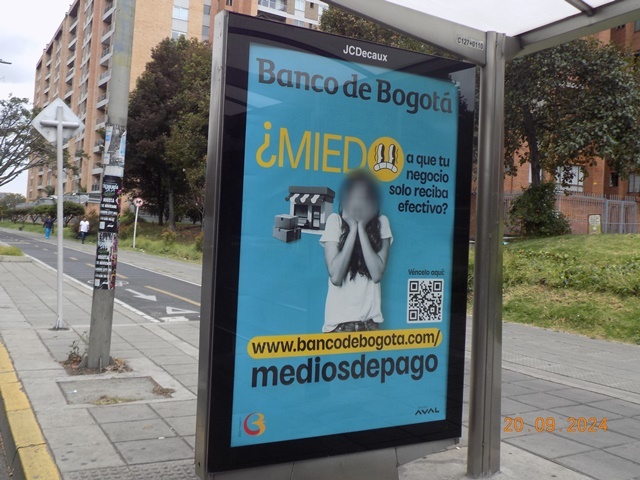 JCDecaux
C127+0110
Banco de Bogotá
¿MIEDO
a que tu
negocio
solo reciba
efectivo?
Véncelo aquí:
www.bancodebogota.com/
mediosdepago
AVAL
20.09.2024